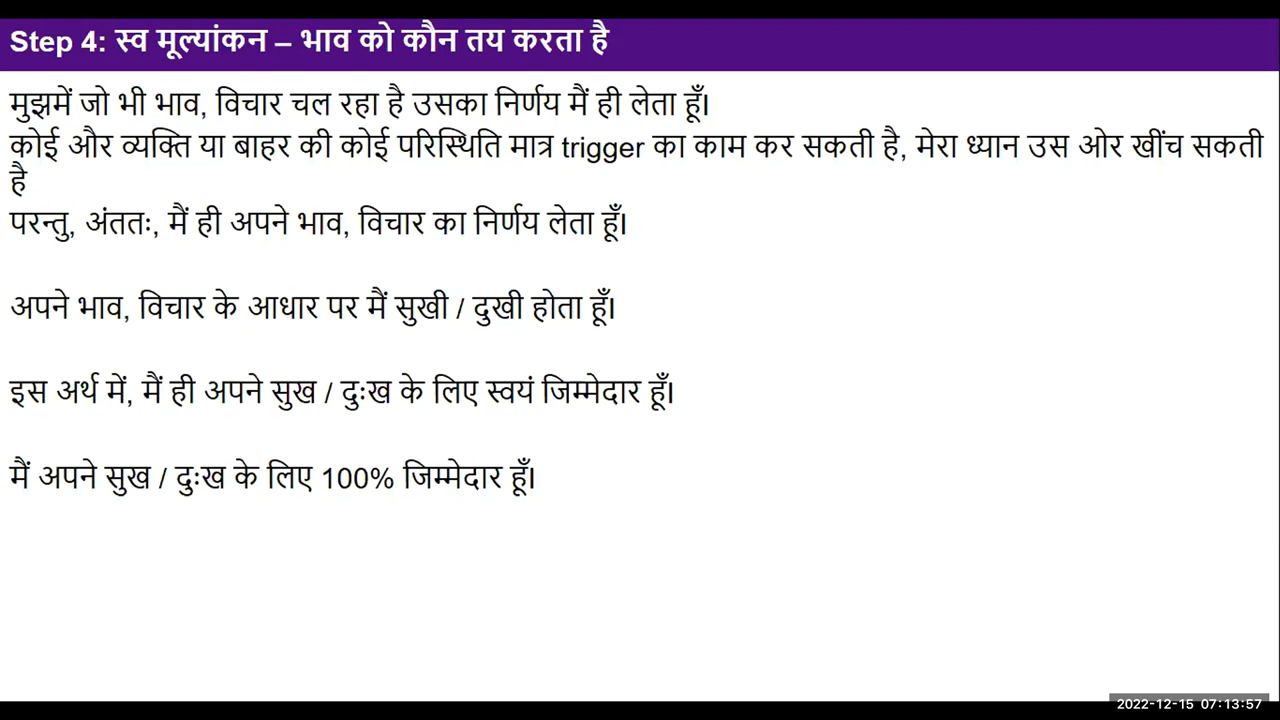 Step 4: स्व मूल्यांकन – भाव को कौन तय करता है
मुझमें जो भी भाव, विचार चल रहा है उसका निर्णय मैं ही लेता हूँ।
कोई और व्यक्ति या बाहर की कोई परिस्थिति मात्र trigger का काम कर सकती है, मेरा ध्यान उस ओर खींच सकती
है
परन्तु, अंततः, मैं ही अपने भाव, विचार का निर्णय लेता हूँ।
अपने भाव, विचार के आधार पर मैं सुखी / दुखी होता हूँ।
इस अर्थ में, मैं ही अपने सुख / दुःख के लिए स्वयं जिम्मेदार हूँ।
मैं अपने सुख / दुःख के लिए 100% जिम्मेदार हूँ।
2022-12-15 07:13:57